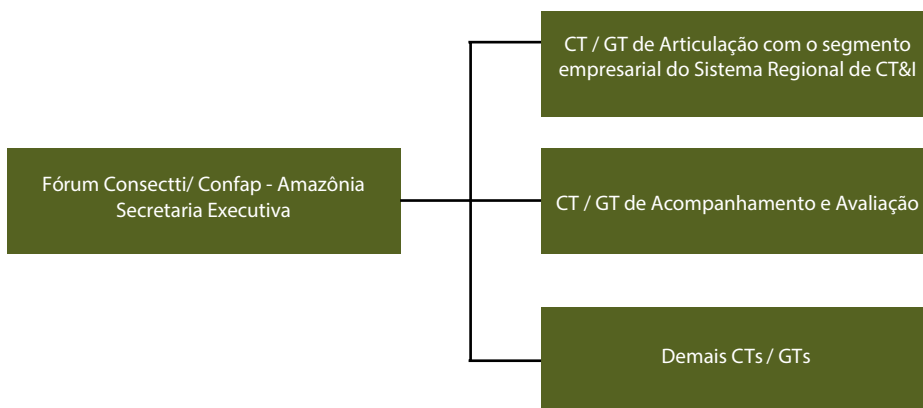 CT / GT de Articulação com o segmento
empresarial do Sistema Regional de CT&I
Fórum Consectti/ Confap - Amazônia
Secretaria Executiva
CT / GT de Acompanhamento e Avaliação
Demais CTs / GTs